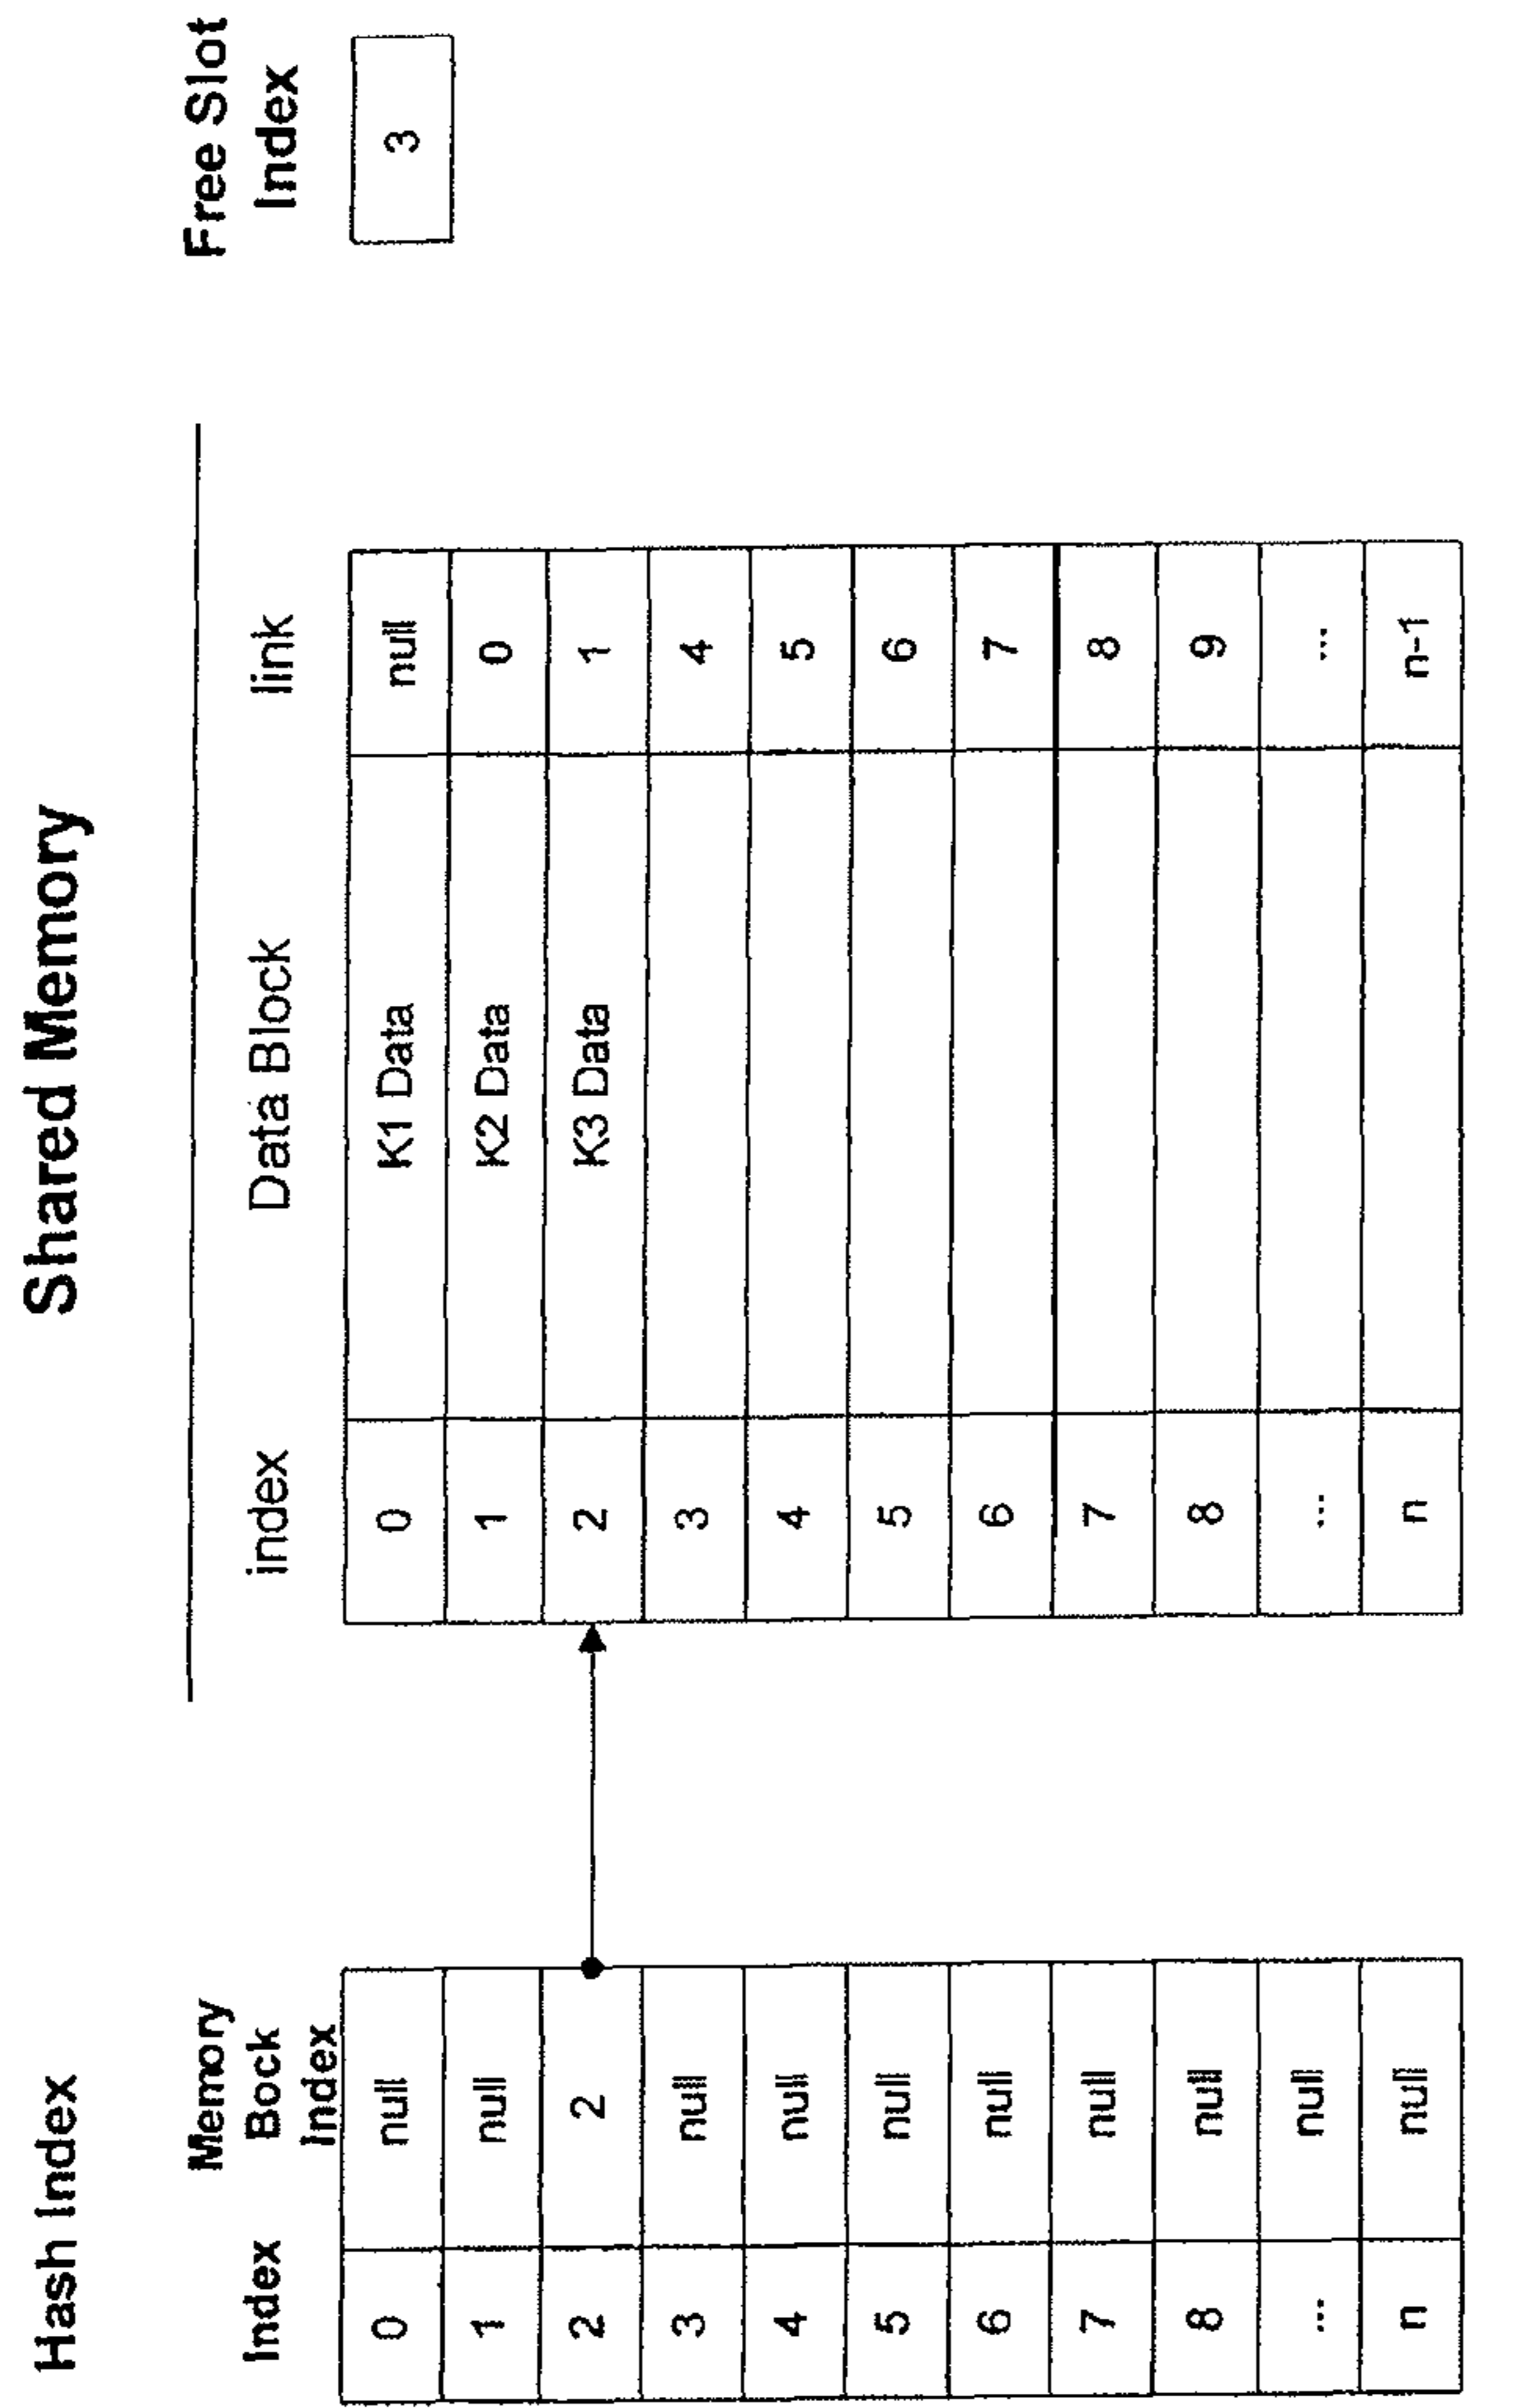 Hash Index
Shared Memory
Free Slot
Index
Index
Memory
Bock
Index
index
Data Block
link
3
0 null
1 null
2 2
3 null
4 null
5 null
6 null
7 null
8 null
... null
n null
0 K1 Data null
1 K2 Data 0
2 K3 Data 1
3 4
4 5
5 6
6 7
7 8
8 9
... ...
n n-1